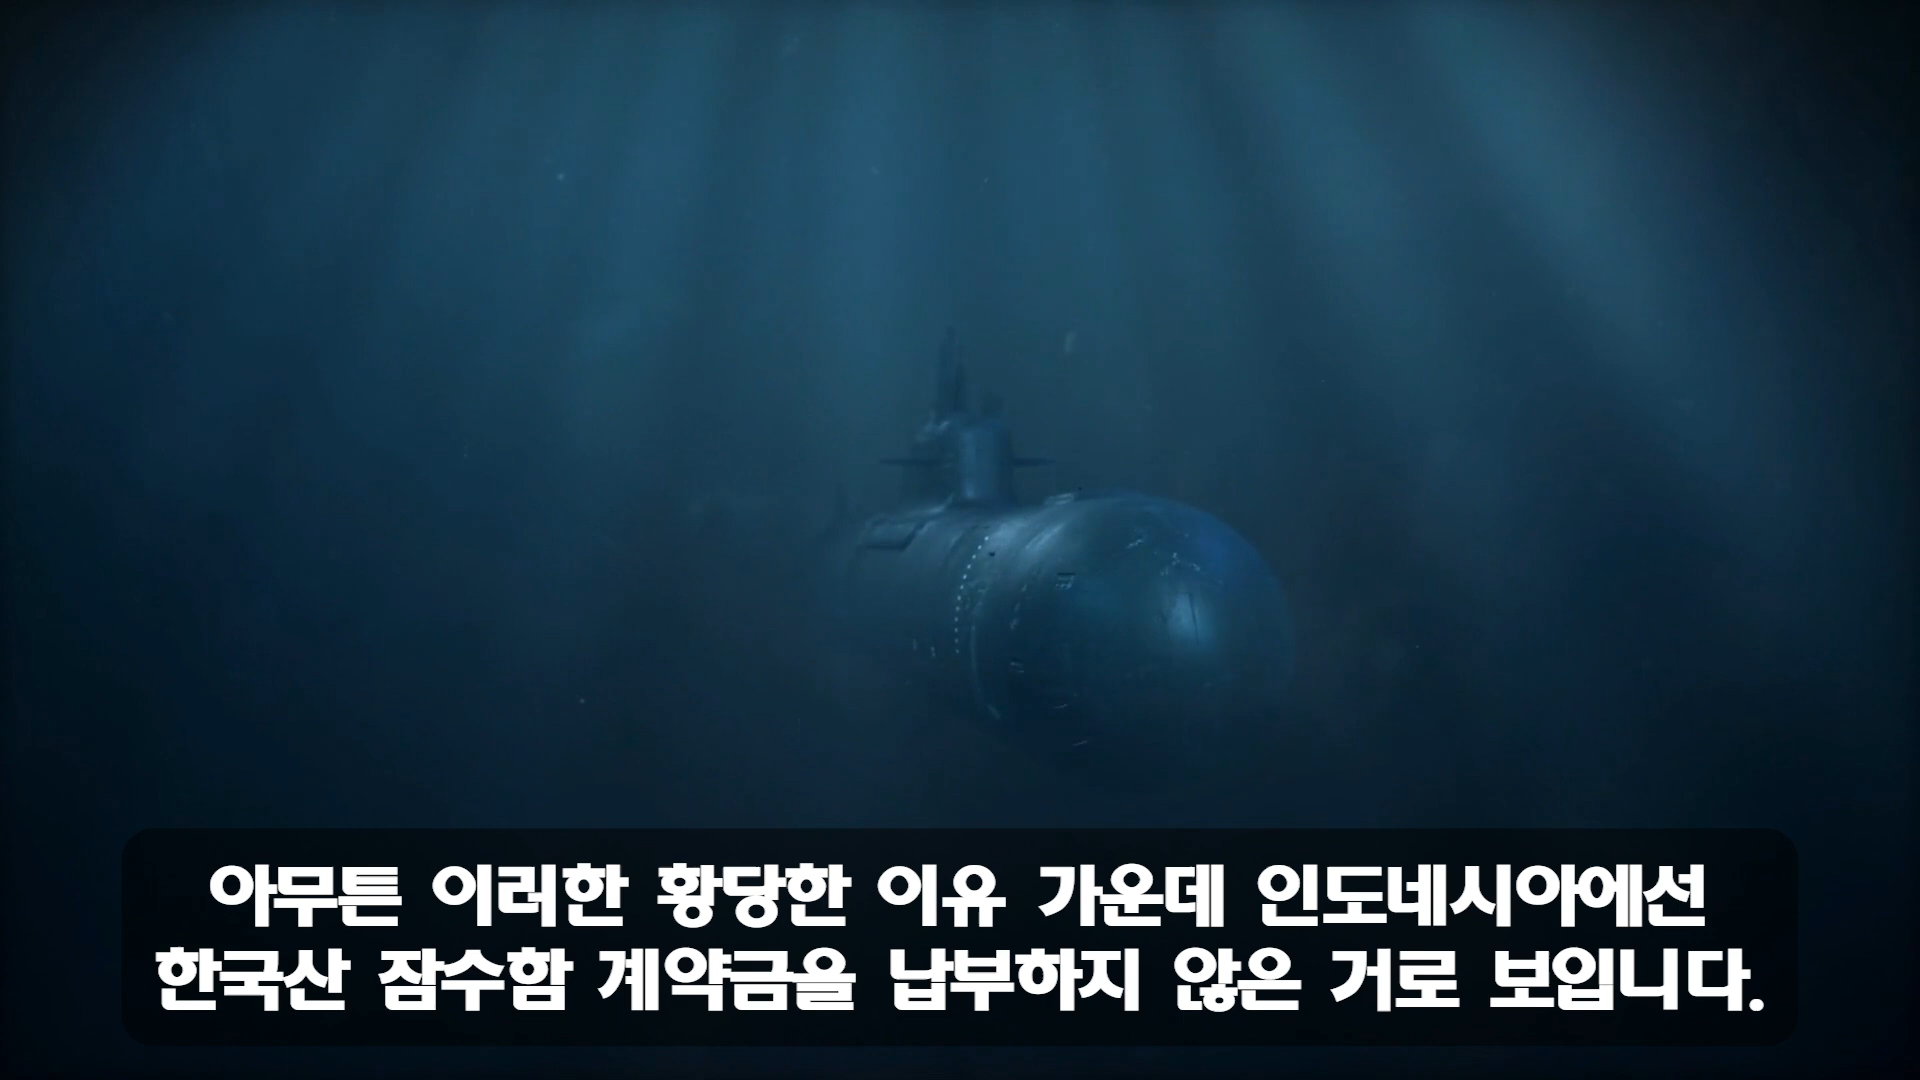 아무튼 이러한 황당한 이유 가운데 인도네시아에선
한국산 잠수함 계약금을 납부하지 않은 거로 보입니다.